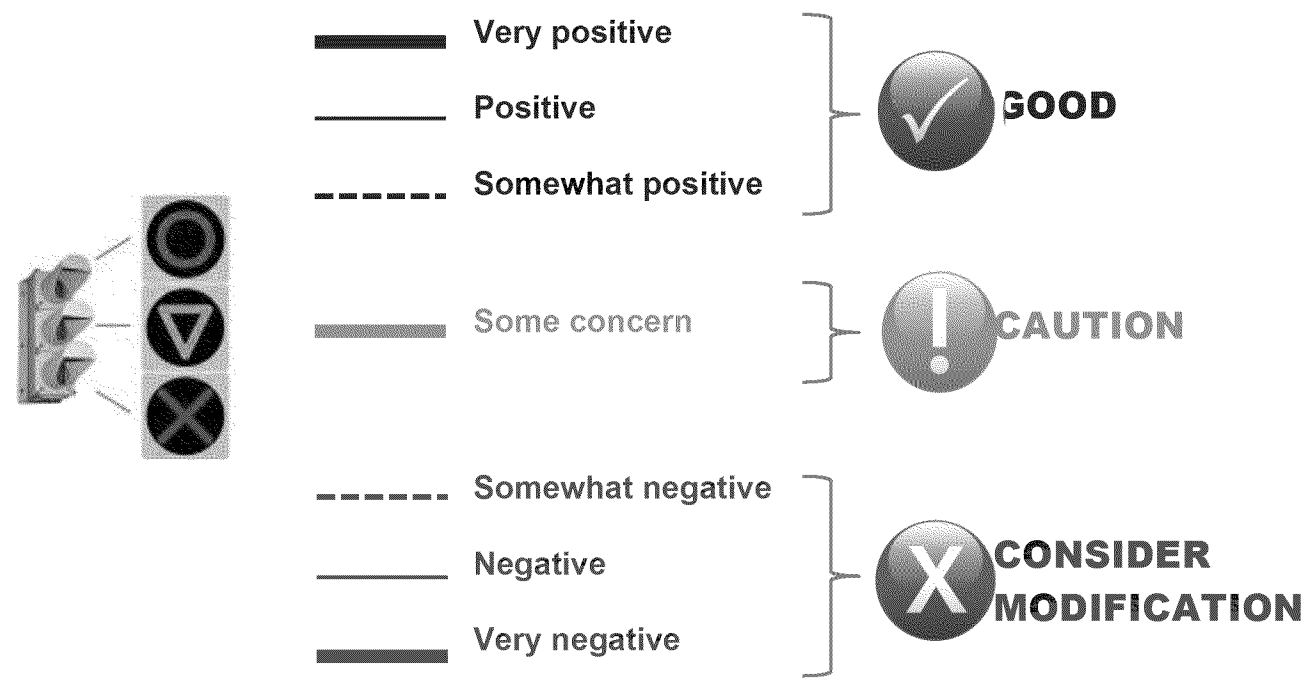 Very positive
Positive
Somewhat positive
GOOD
Some concern
CAUTION
Somewhat negative
Negative
Very negative
CONSIDER
MODIFICATION